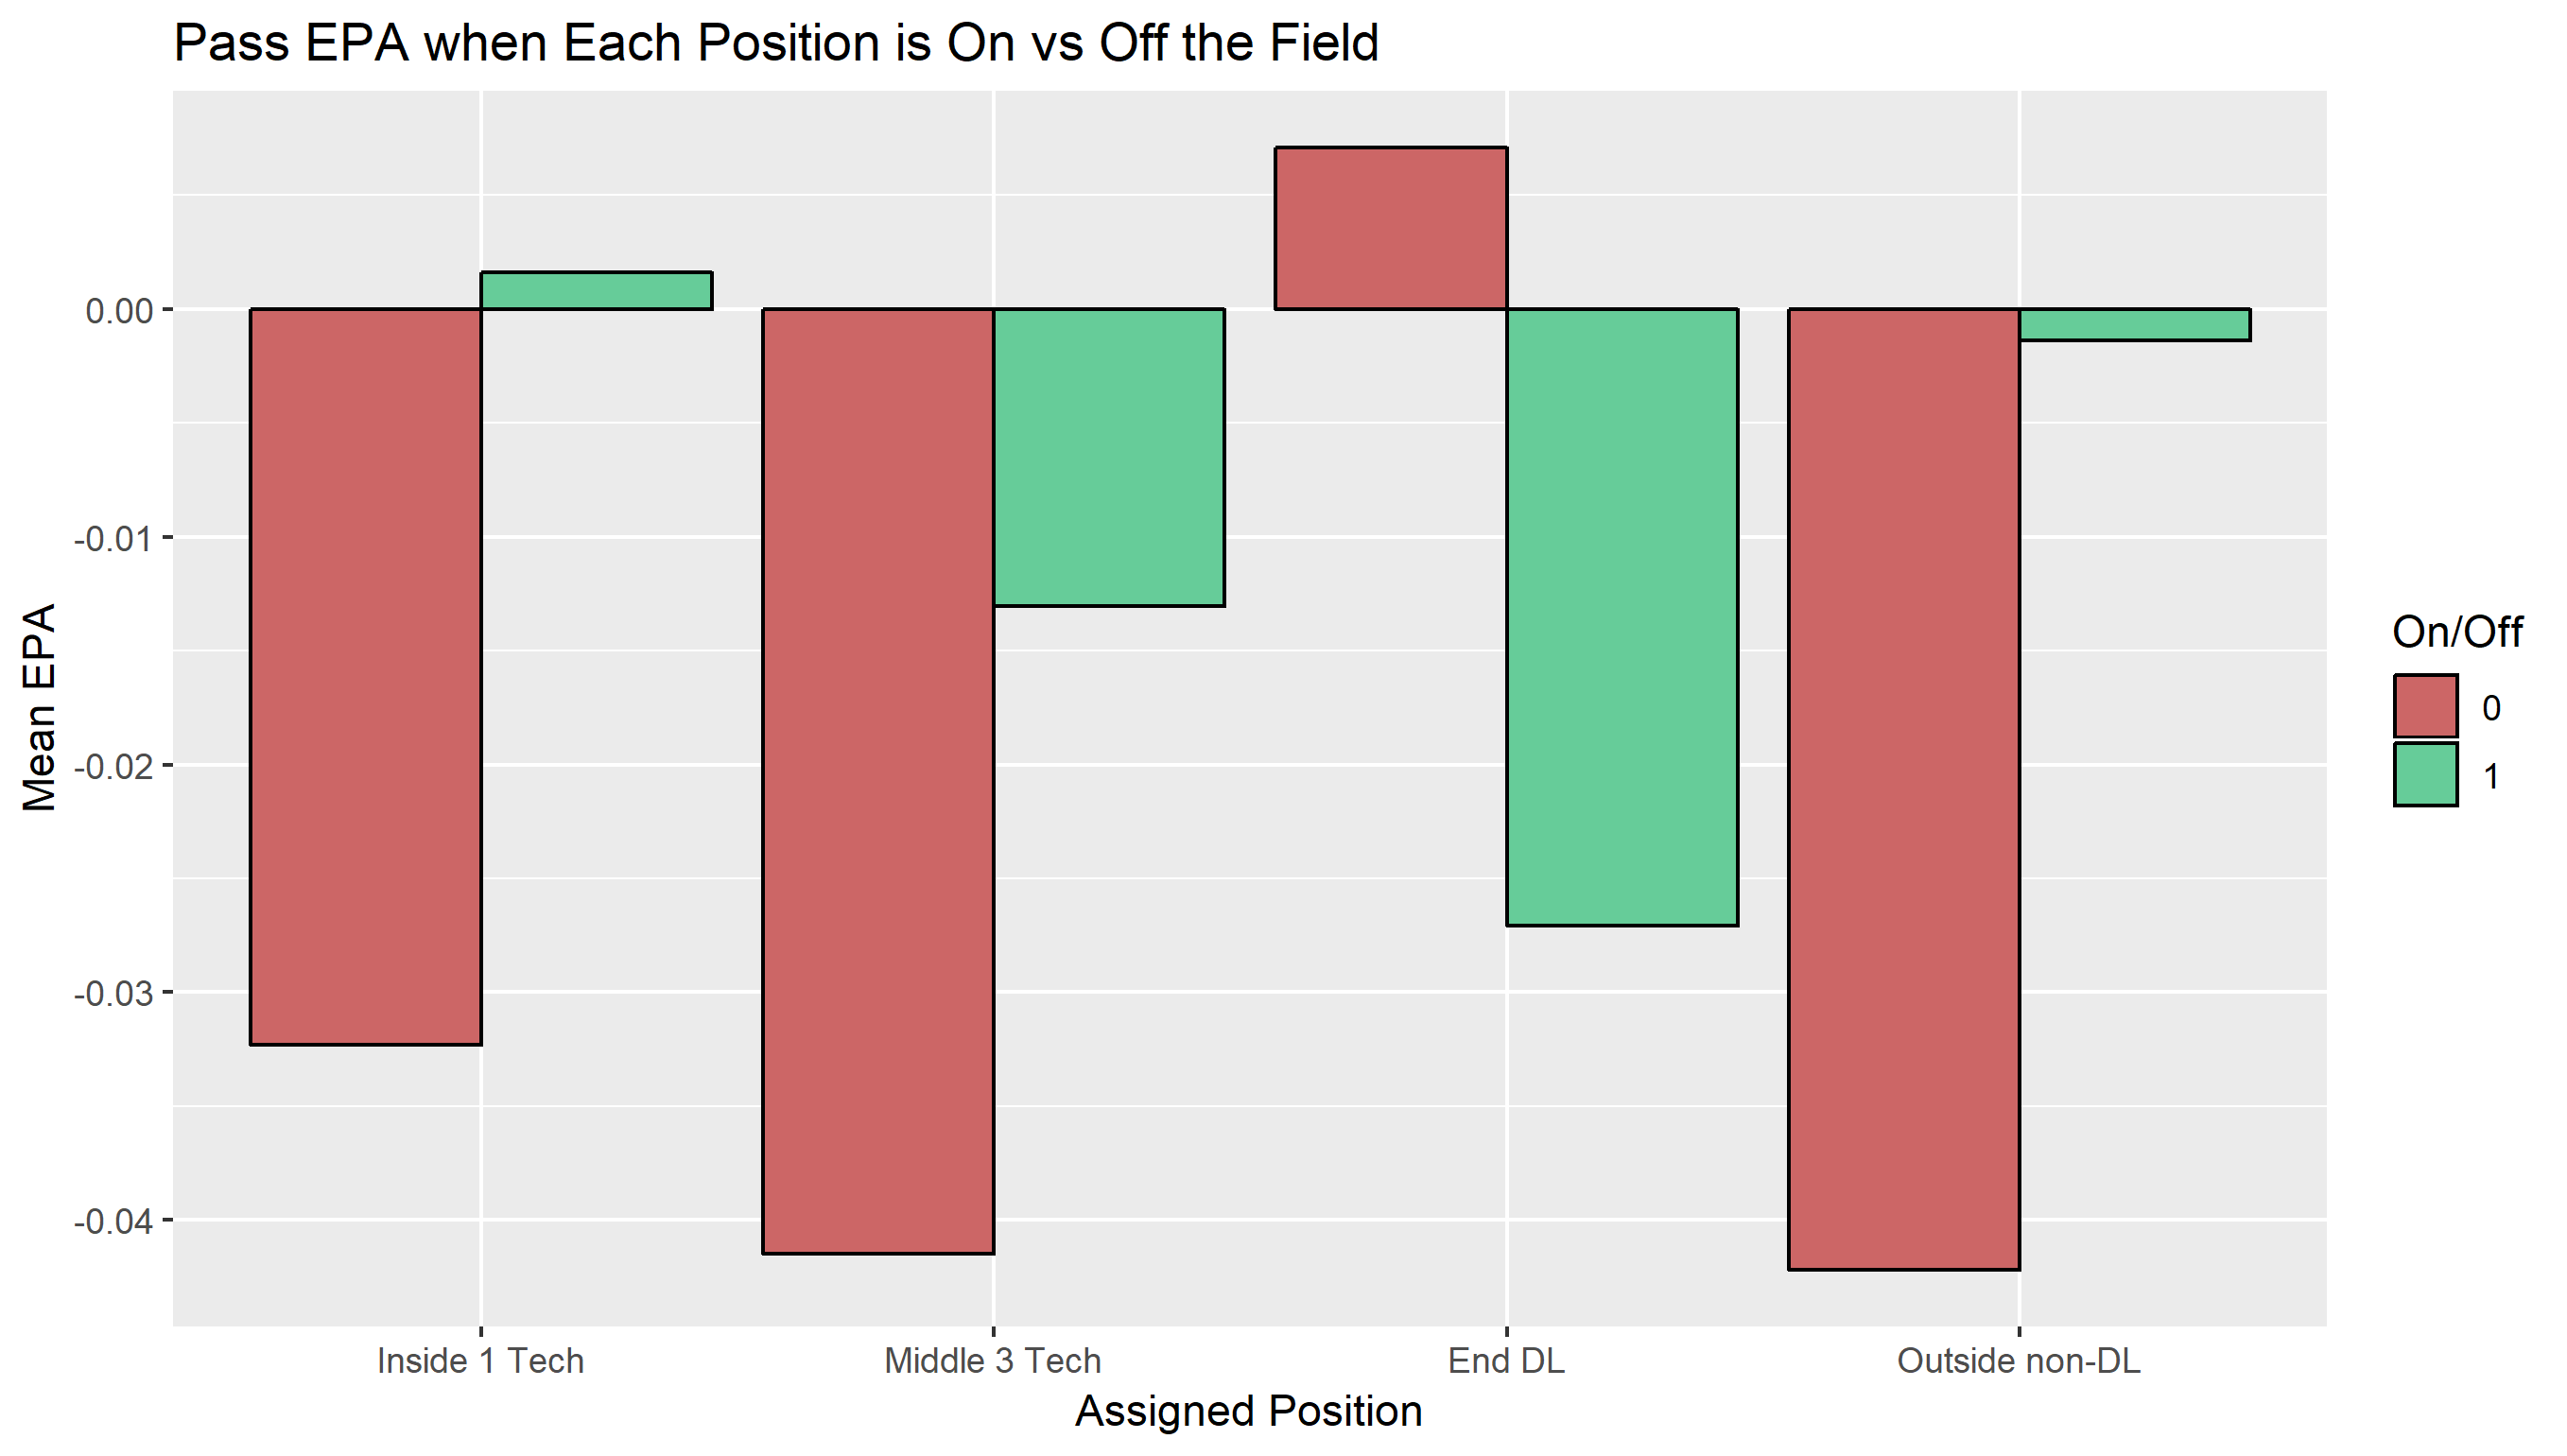 Pass EPA when Each Position is On vs Off the Field
Mean EPA
0.00
-0.01
-0.02
-0.03
-0.04
Inside 1 Tech
Middle 3 Tech
End DL
Outside non-DL
Assigned Position
On/Off
0
1